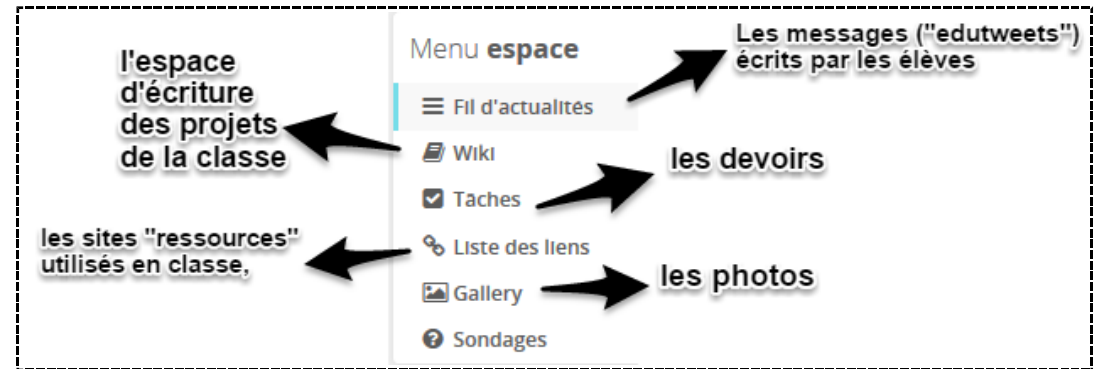 Menu espace
Fil d'actualités
Wiki
Tâches
Liste des liens
Gallery
Sondages
l'espace
d'écriture
des projets
de la classe
les sites "ressources"
utilisés en classe,
Les messages ("edutweets")
écrits par les élèves
les devoirs
les photos